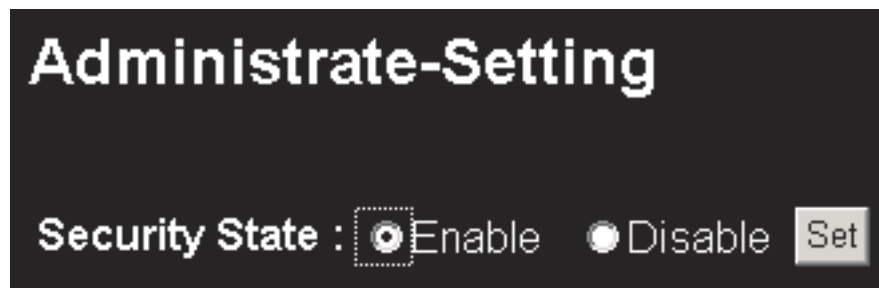 Administrate-Setting
Security State : Enable Disable Set